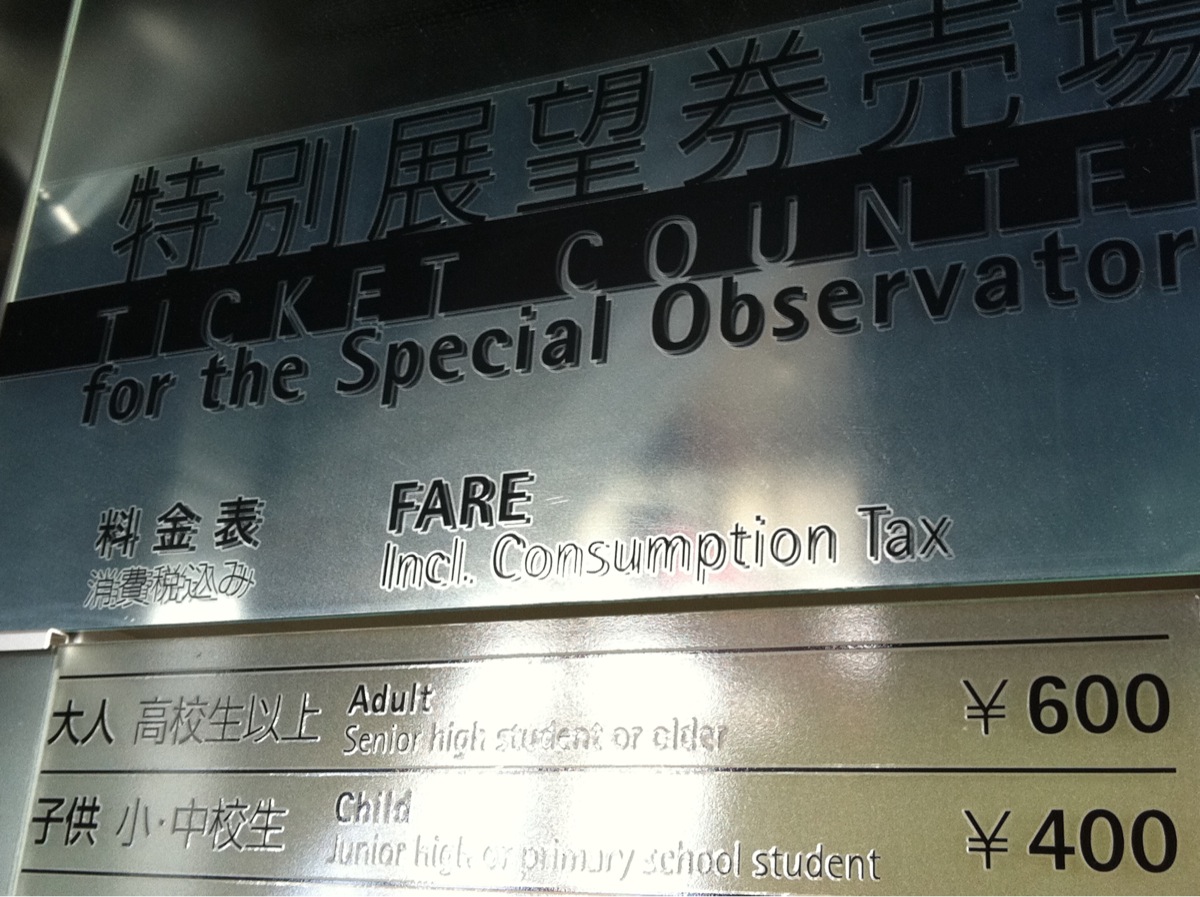 特別展望券売場
TICKET COUNTE
for the Special Observator
料金表 FARE
消費税込み Incl. Consumption Tax
大人 高校生以上 Adult ¥600
Senior high student or older
子供 小・中校生 Child ¥400
Junior high or primary school student